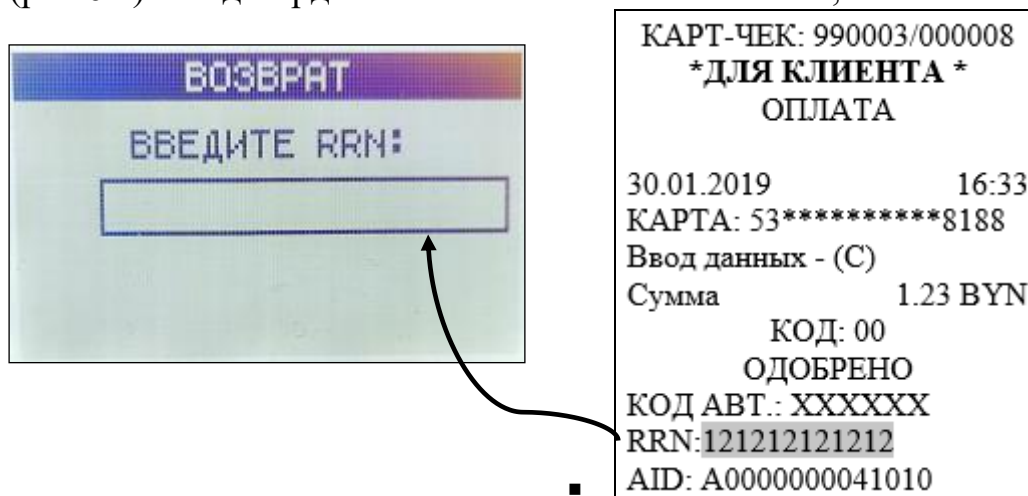 ВОЗВРАТ
ВВЕДИТЕ RRN:
КАРТ-ЧЕК: 990003/000008
*ДЛЯ КЛИЕНТА *
ОПЛАТА
30.01.2019 16:33
КАРТА: 53**********8188
Ввод данных - (С)
Сумма 1.23 BYN
КОД: 00
ОДОБРЕНО
КОД АВТ.: XXXXXX
RRN:121212121212
AID: A0000000041010